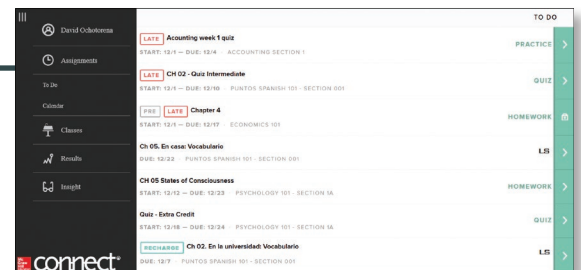 TO DO
David Ochotorena
Assignments
To Do
Calendar
Classes
Results
Insight
Mc Graw Hill Education
connect®
LATE Acounting week 1 quiz
START: 12/1 — DUE: 12/4 · ACCOUNTING SECTION 1
PRACTICE
LATE CH 02 - Quiz Intermediate
START: 12/1 — DUE: 12/10 · PUNTOS SPANISH 101 - SECTION 001
QUIZ
PRE LATE Chapter 4
START: 12/1 — DUE: 12/17 · ECONOMICS 101
HOMEWORK
Ch 05. En casa: Vocabulario
DUE: 12/22 · PUNTOS SPANISH 101 - SECTION 001
LS
CH 05 States of Consciousness
START: 12/12 — DUE: 12/23 · PSYCHOLOGY 101 - SECTION 1A
HOMEWORK
Quiz - Extra Credit
START: 12/18 — DUE: 12/24 · PSYCHOLOGY 101 - SECTION 1A
QUIZ
RECHARGE Ch 02. En la universidad: Vocabulario
DUE: 12/7 · PUNTOS SPANISH 101 - SECTION 001
LS